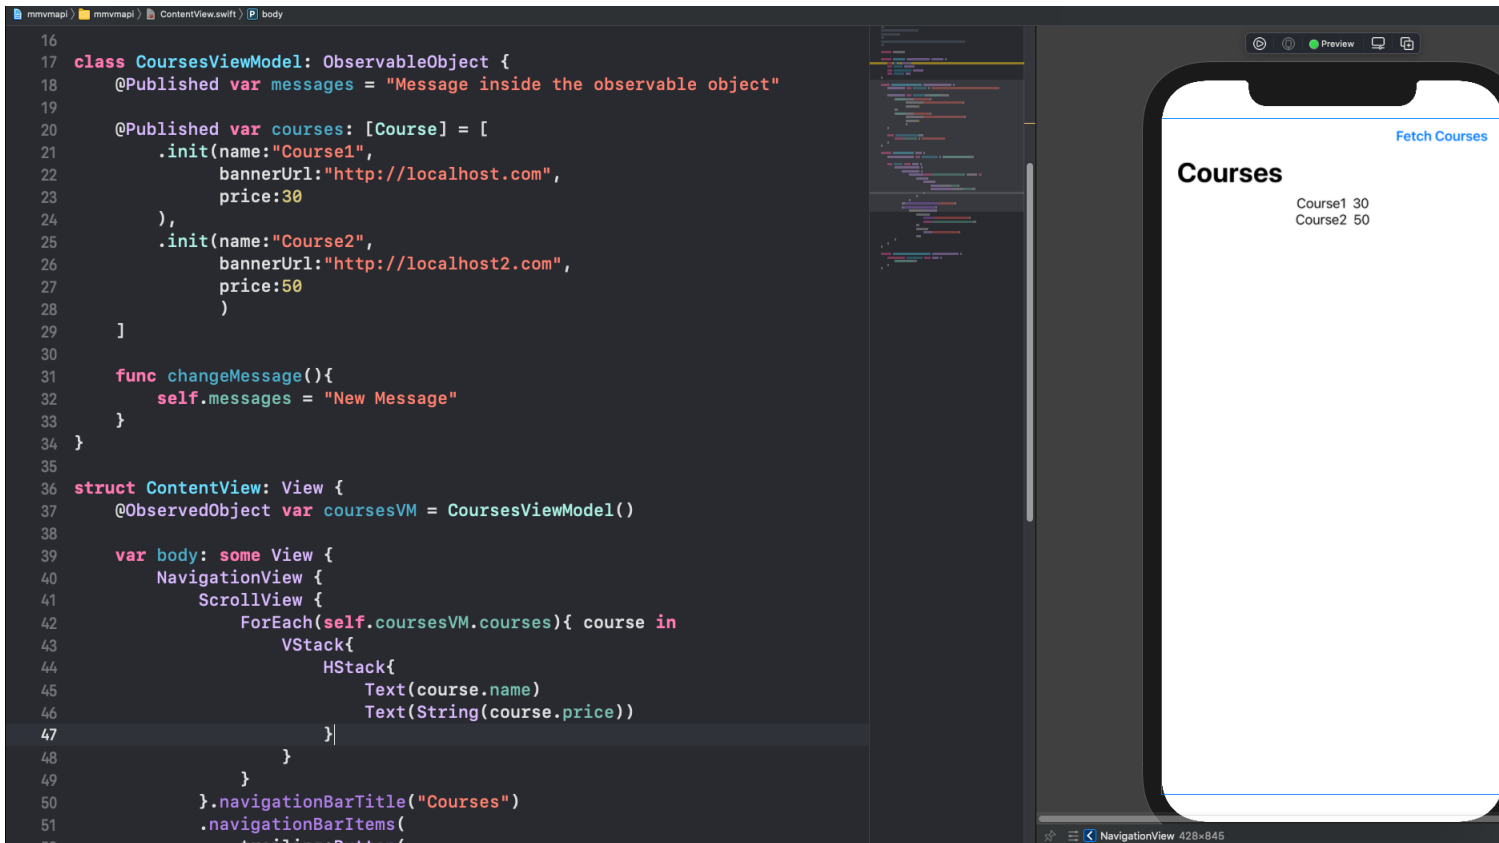 mmvmapi 〉 mmvmapi 〉 ContentView.swift 〉 P body
16
17 class CoursesViewModel: ObservableObject {
18 @Published var messages = "Message inside the observable object"
19
20 @Published var courses: [Course] = [
21 .init(name:"Course1",
22 bannerUrl:"http://localhost.com",
23 price:30
24 ),
25 .init(name:"Course2",
26 bannerUrl:"http://localhost2.com",
27 price:50
28 )
29 ]
30
31 func changeMessage(){
32 self.messages = "New Message"
33 }
34 }
35
36 struct ContentView: View {
37 @ObservedObject var coursesVM = CoursesViewModel()
38
39 var body: some View {
40 NavigationView {
41 ScrollView {
42 ForEach(self.coursesVM.courses){ course in
43 VStack{
44 HStack{
45 Text(course.name)
46 Text(String(course.price))
47 }
48 }
49 }
50 }.navigationBarTitle("Courses")
51 .navigationBarItems(
Preview
Fetch Courses
Courses
Course1 30
Course2 50
NavigationView 428×845